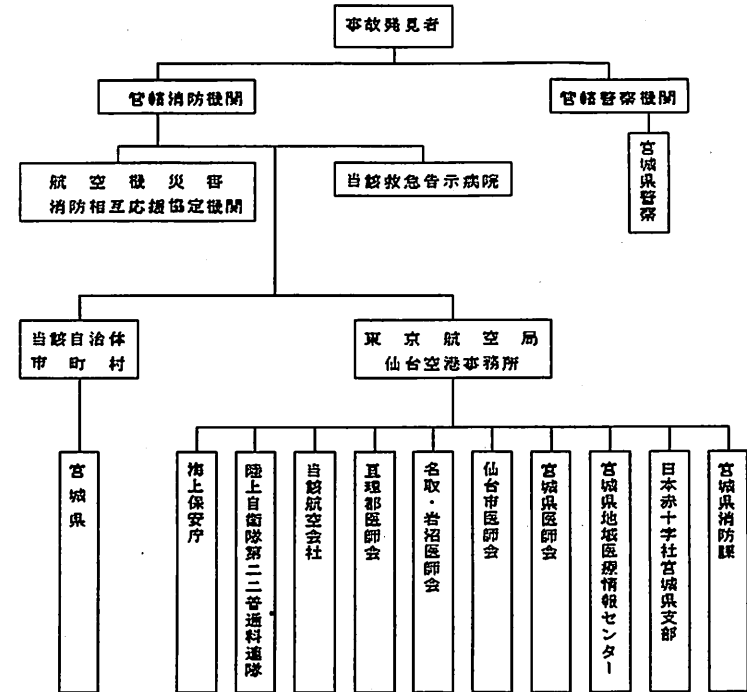 事故発見者
官轄消防機関
官轄警察機関
航空機災害
消防相互応援協定機関
当該救急告示病院
宮城県警察
当該自治体
市町村
東京航空局
仙台空港事務所
宮城県
海上保安庁
陸上自衛隊第二二普通科連隊
当該航空会社
亘理郡医師会
名取・岩沼医師会
仙台市医師会
宮城県医師会
宮城県地域医療情報センター
日本赤十字社宮城県支部
宮城県消防課